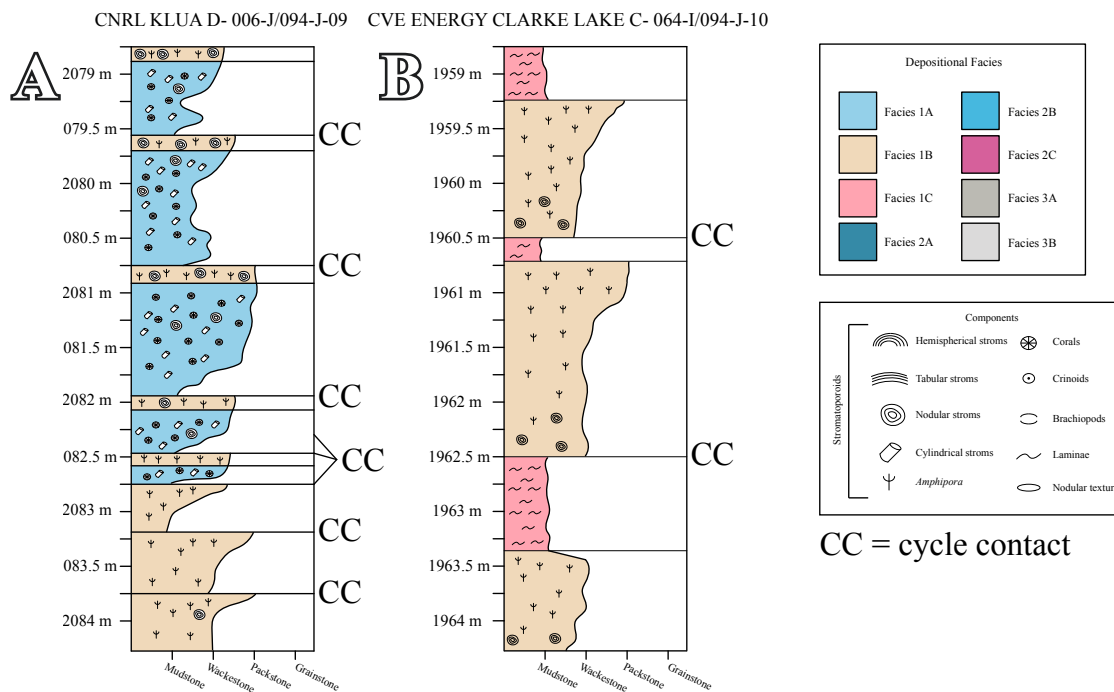 CNRL KLUA D- 006-J/094-J-09
CVE ENERGY CLARKE LAKE C- 064-I/094-J-10
A
2079 m
079.5 m
2080 m
080.5 m
2081 m
081.5 m
2082 m
082.5 m
2083 m
083.5 m
2084 m
CC
CC
CC
CC
CC
CC
Mudstone
Wackestone
Packstone
Grainstone
B
1959 m
1959.5 m
1960 m
1960.5 m
1961 m
1961.5 m
1962 m
1962.5 m
1963 m
1963.5 m
1964 m
CC
CC
Mudstone
Wackestone
Packstone
Grainstone
Depositional Facies
Facies 1A
Facies 2B
Facies 1B
Facies 2C
Facies 1C
Facies 3A
Facies 2A
Facies 3B
Components
Stromatoporoids
Hemispherical stroms
Corals
Tabular stroms
Crinoids
Nodular stroms
Brachiopods
Cylindrical stroms
Laminae
Amphipora
Nodular textur
CC = cycle contact